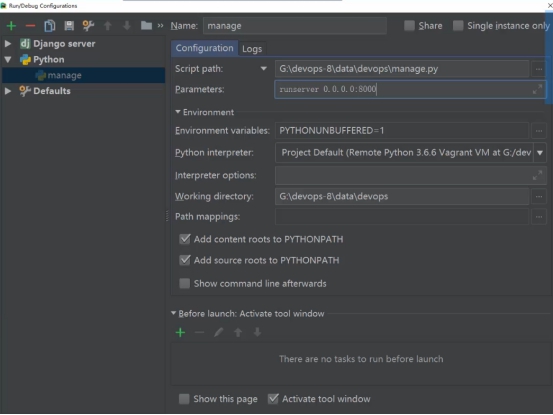 Run/Debug Configurations
Name: manage
Share
Single instance only
Django server
Python
manage
Defaults
Configuration Logs
Script path: G:\devops-8\data\devops\manage.py
Parameters: runserver 0.0.0.0:8000
Environment
Environment variables: PYTHONUNBUFFERED=1
Python interpreter: Project Default (Remote Python 3.6.6 Vagrant VM at G:/dev
Interpreter options:
Working directory: G:\devops-8\data\devops
Path mappings:
Add content roots to PYTHONPATH
Add source roots to PYTHONPATH
Show command line afterwards
Before launch: Activate tool window
There are no tasks to run before launch
Show this page Activate tool window